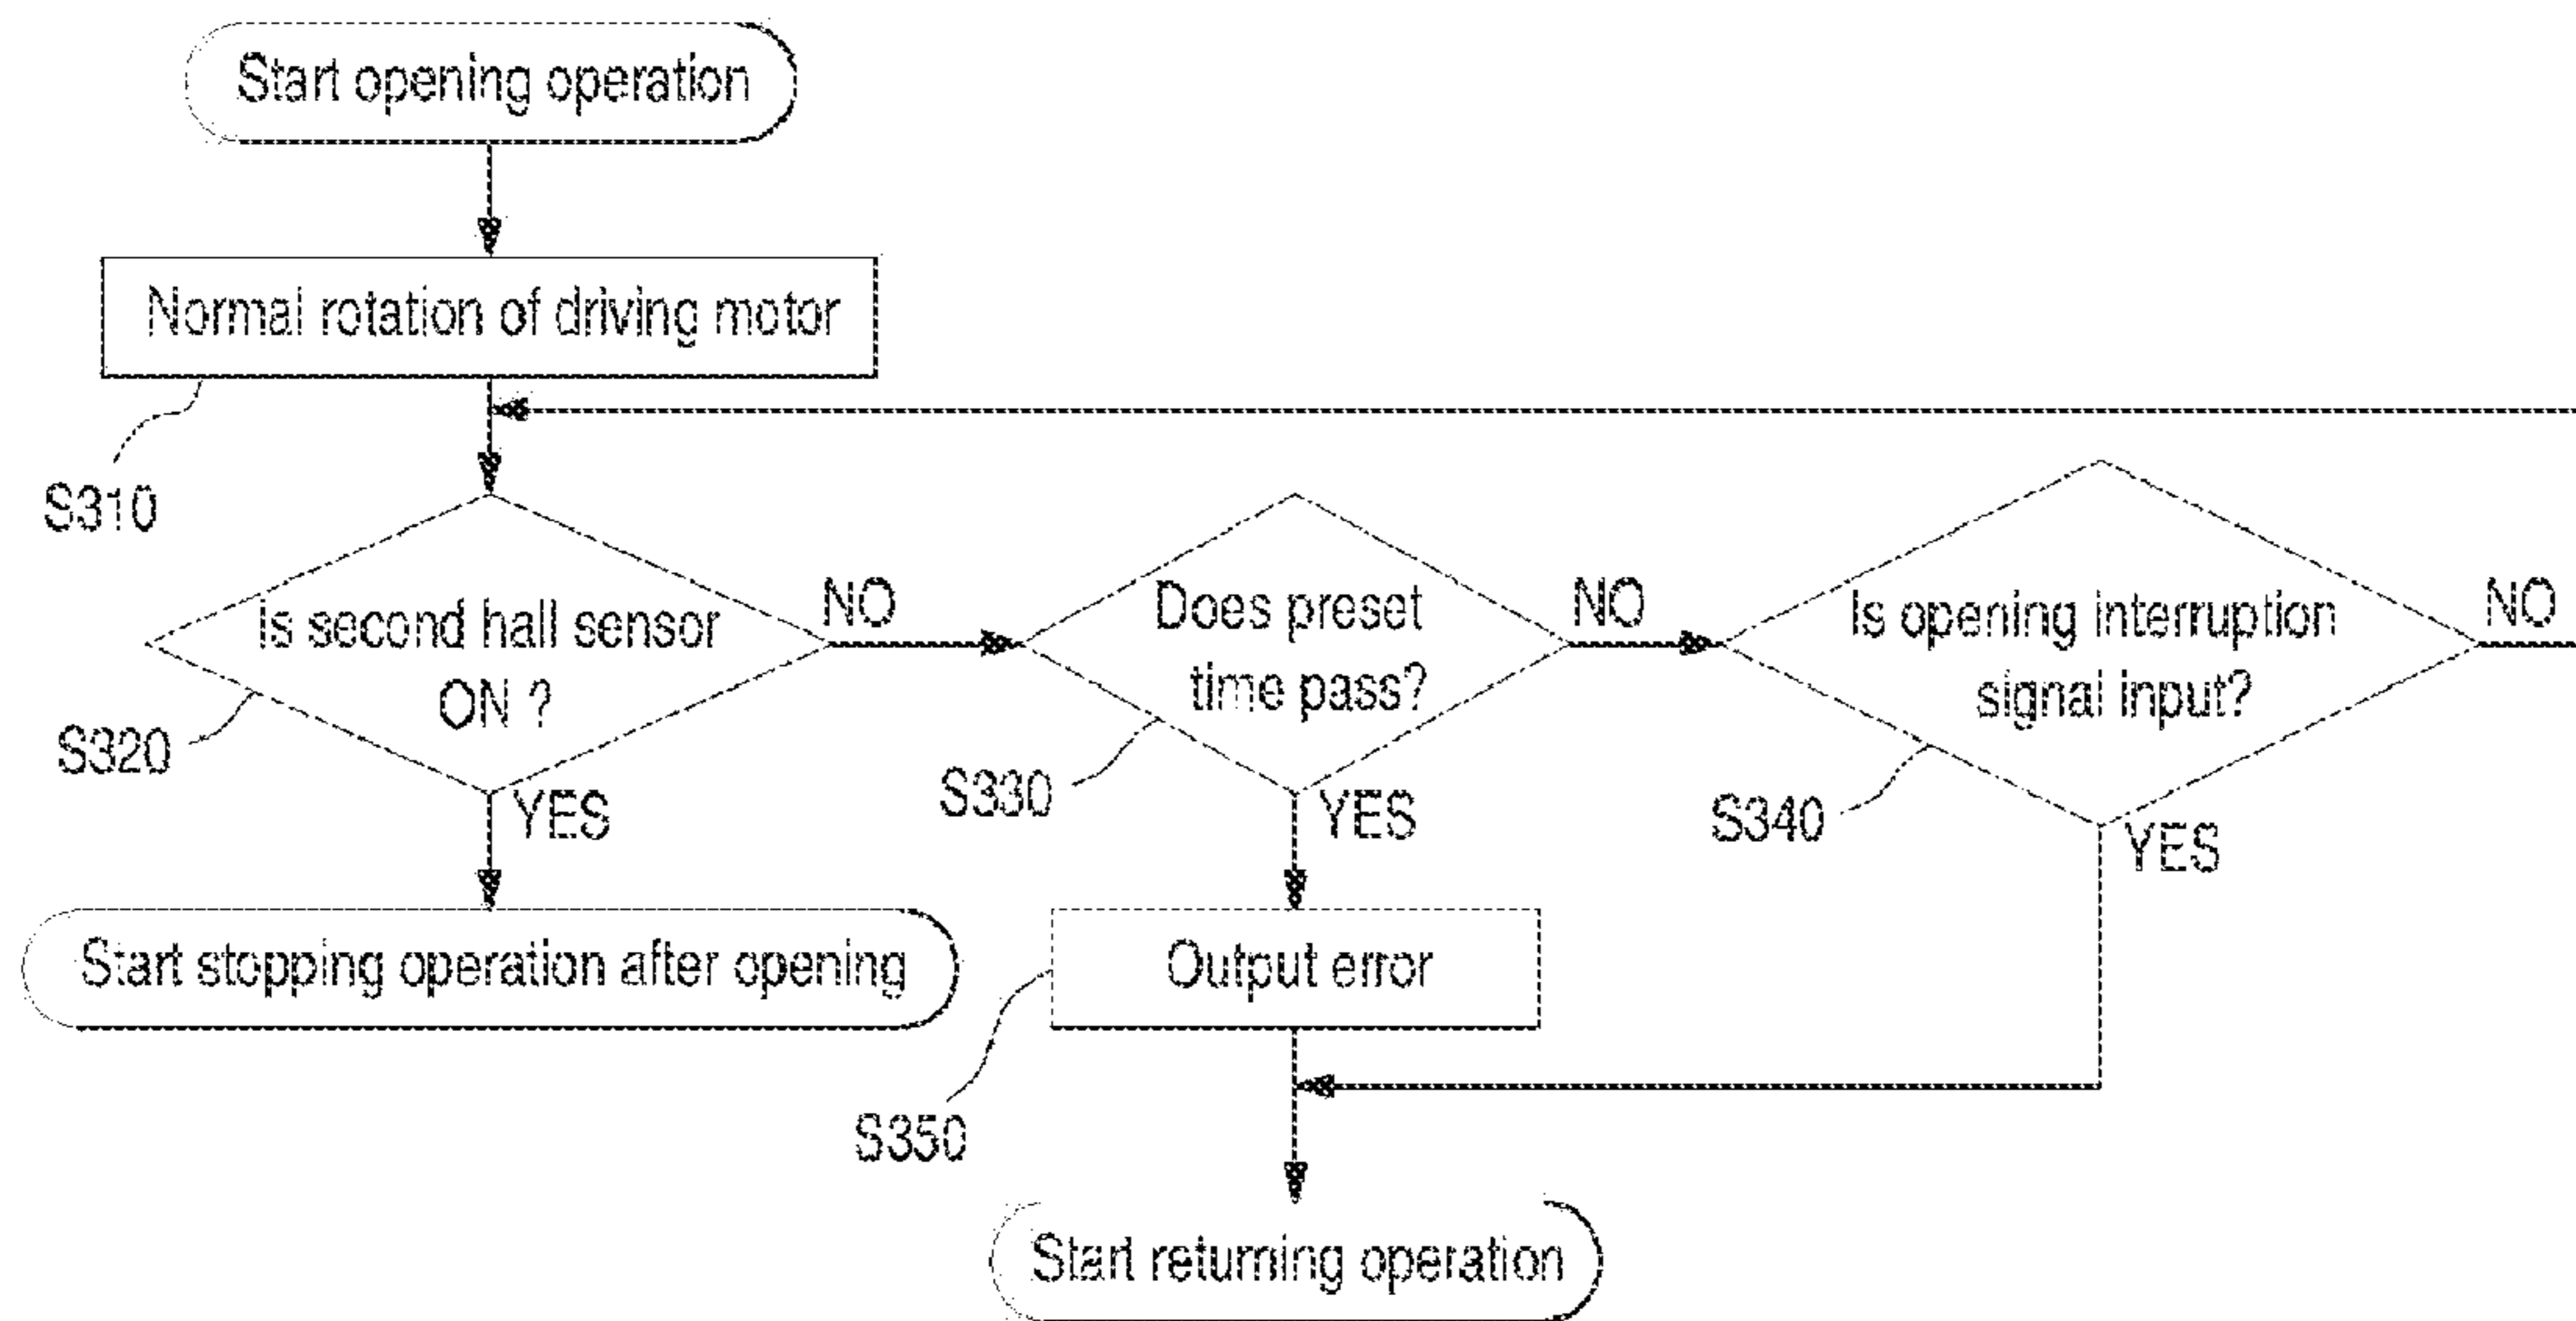 Start opening operation
Normal rotation of driving motor
S310
Is second hall sensor
ON ?
S320
NO
YES
Does preset
time pass?
S330
NO
YES
Is opening interruption
signal input?
S340
NO
YES
Start stopping operation after opening
Output error
S350
Start returning operation